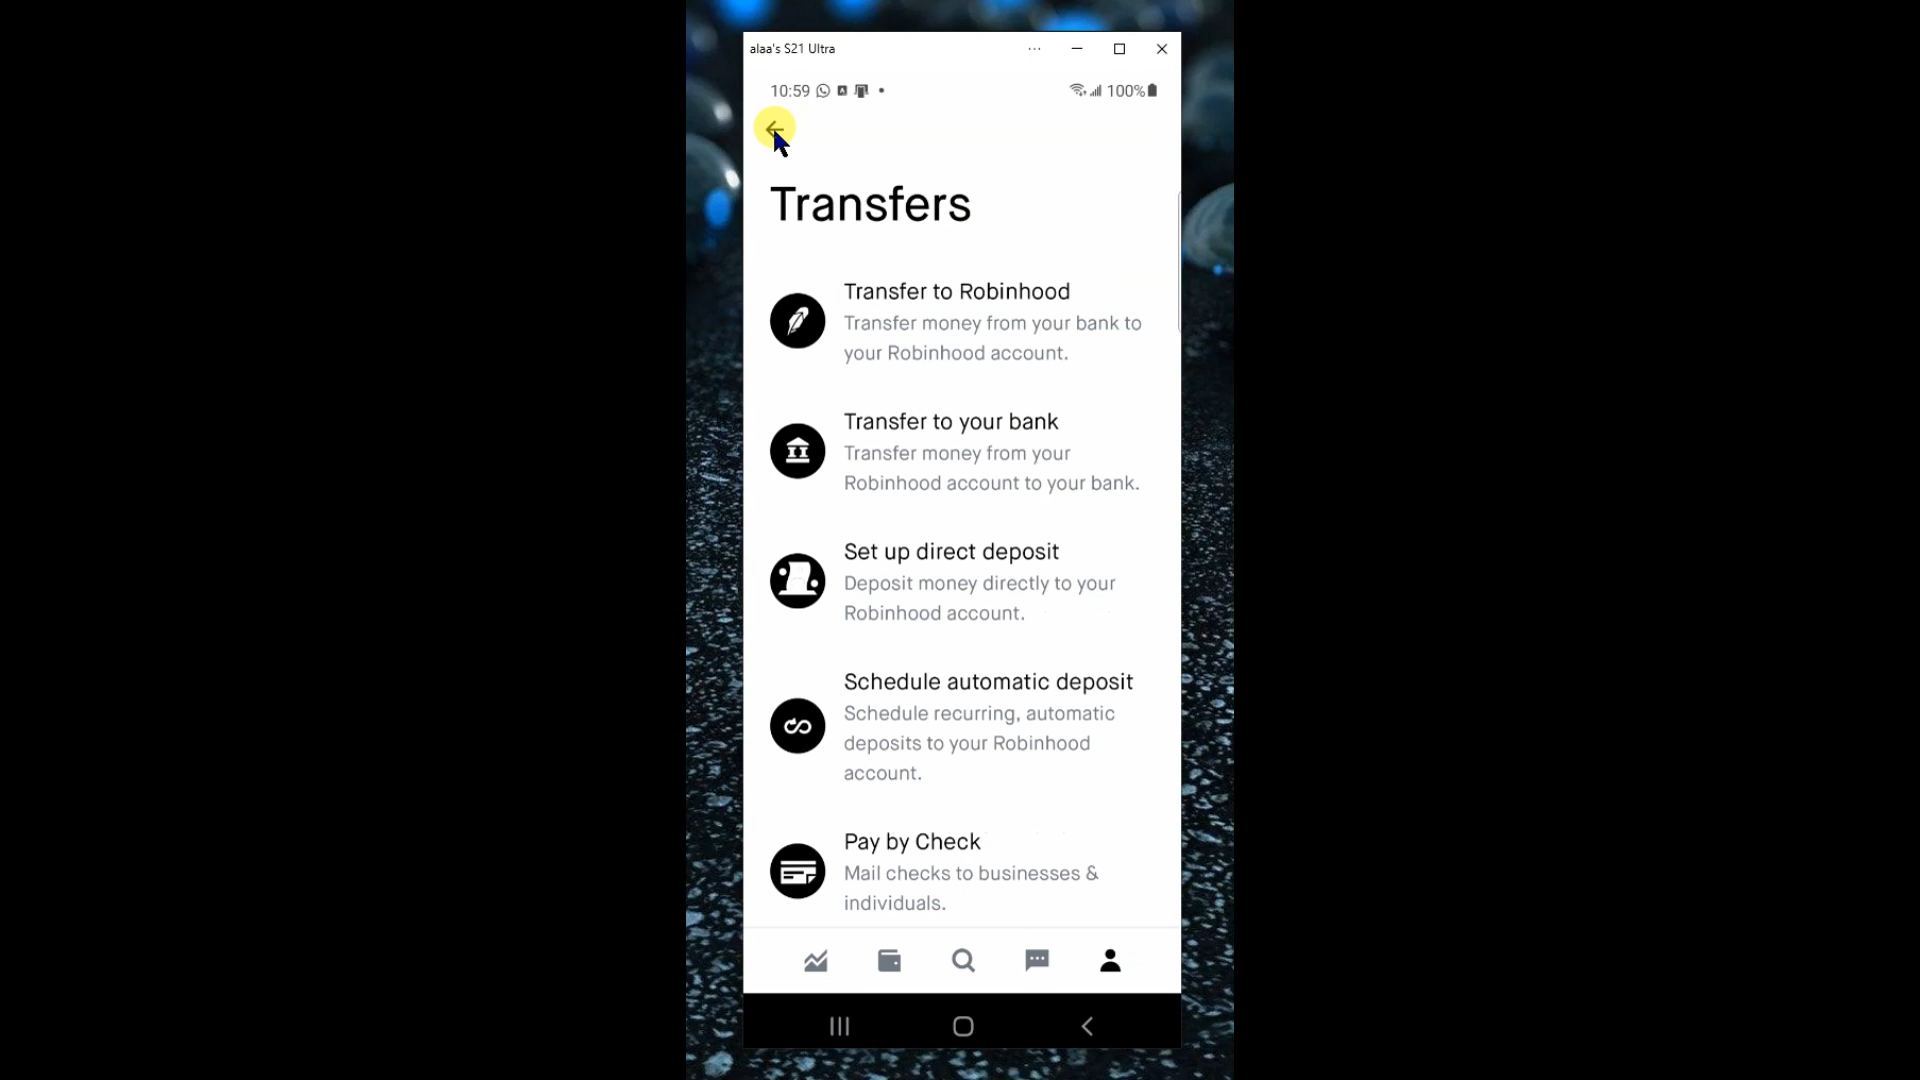 alaa's S21 Ultra
10:59
100%
Transfers
Transfer to Robinhood
Transfer money from your bank to
your Robinhood account.
Transfer to your bank
Transfer money from your
Robinhood account to your bank.
Set up direct deposit
Deposit money directly to your
Robinhood account.
Schedule automatic deposit
Schedule recurring, automatic
deposits to your Robinhood
account.
Pay by Check
Mail checks to businesses &
individuals.